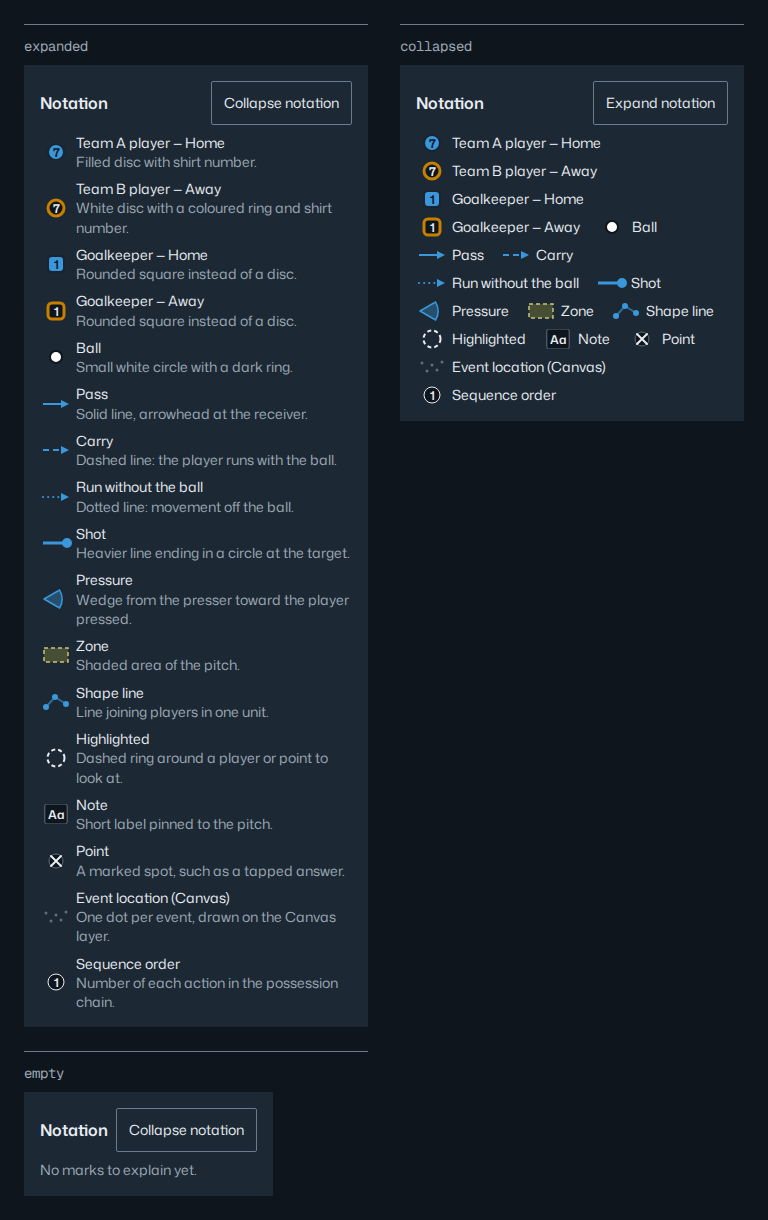 expanded
Notation
Collapse notation
7
Team A player – Home
Filled disc with shirt number.
7
Team B player – Away
White disc with a coloured ring and shirt
number.
1
Goalkeeper – Home
Rounded square instead of a disc.
1
Goalkeeper – Away
Rounded square instead of a disc.
Ball
Small white circle with a dark ring.
Pass
Solid line, arrowhead at the receiver.
Carry
Dashed line: the player runs with the ball.
Run without the ball
Dotted line: movement off the ball.
Shot
Heavier line ending in a circle at the target.
Pressure
Wedge from the presser toward the player
pressed.
Zone
Shaded area of the pitch.
Shape line
Line joining players in one unit.
Highlighted
Dashed ring around a player or point to
look at.
Aa
Note
Short label pinned to the pitch.
Point
A marked spot, such as a tapped answer.
Event location (Canvas)
One dot per event, drawn on the Canvas
layer.
1
Sequence order
Number of each action in the possession
chain.
collapsed
Notation
Expand notation
7 Team A player – Home
7 Team B player – Away
1 Goalkeeper – Home
1 Goalkeeper – Away Ball
Pass Carry
Run without the ball Shot
Pressure Zone Shape line
Highlighted Aa Note Point
Event location (Canvas)
1 Sequence order
empty
Notation
Collapse notation
No marks to explain yet.